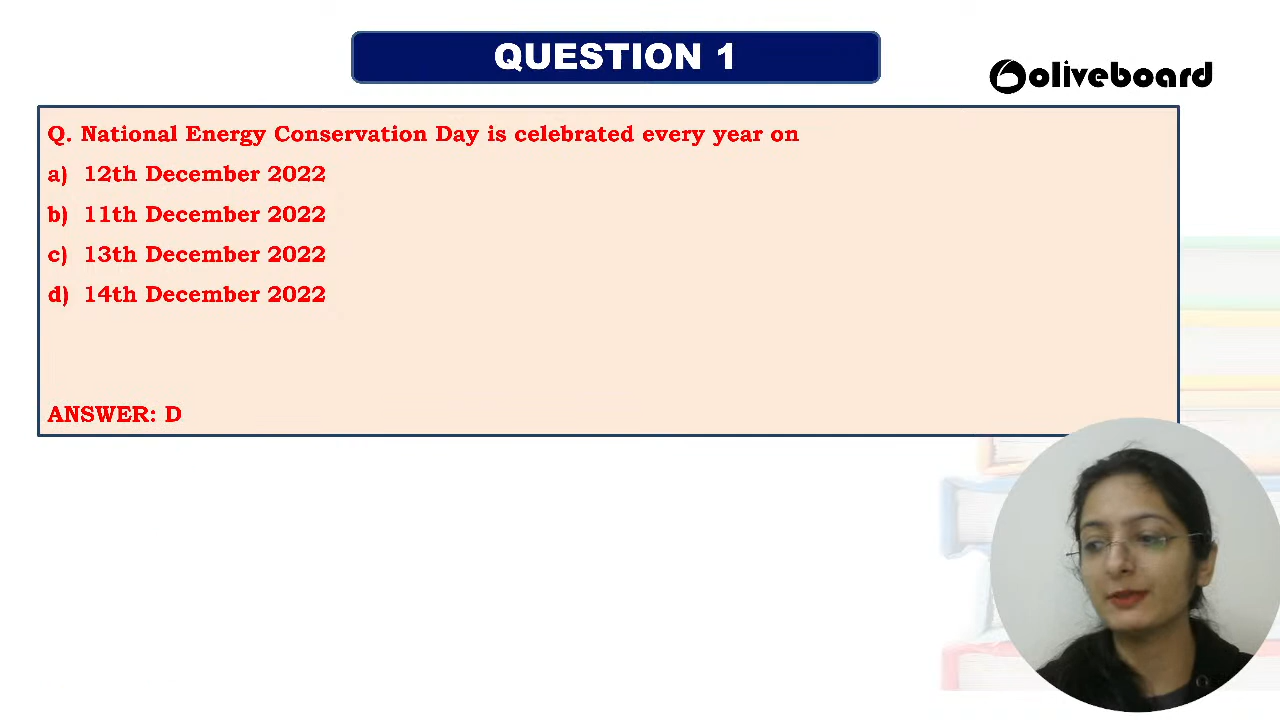 QUESTION 1
oliveboard
Q. National Energy Conservation Day is celebrated every year on
a) 12th December 2022
b) 11th December 2022
c) 13th December 2022
d) 14th December 2022
ANSWER: D